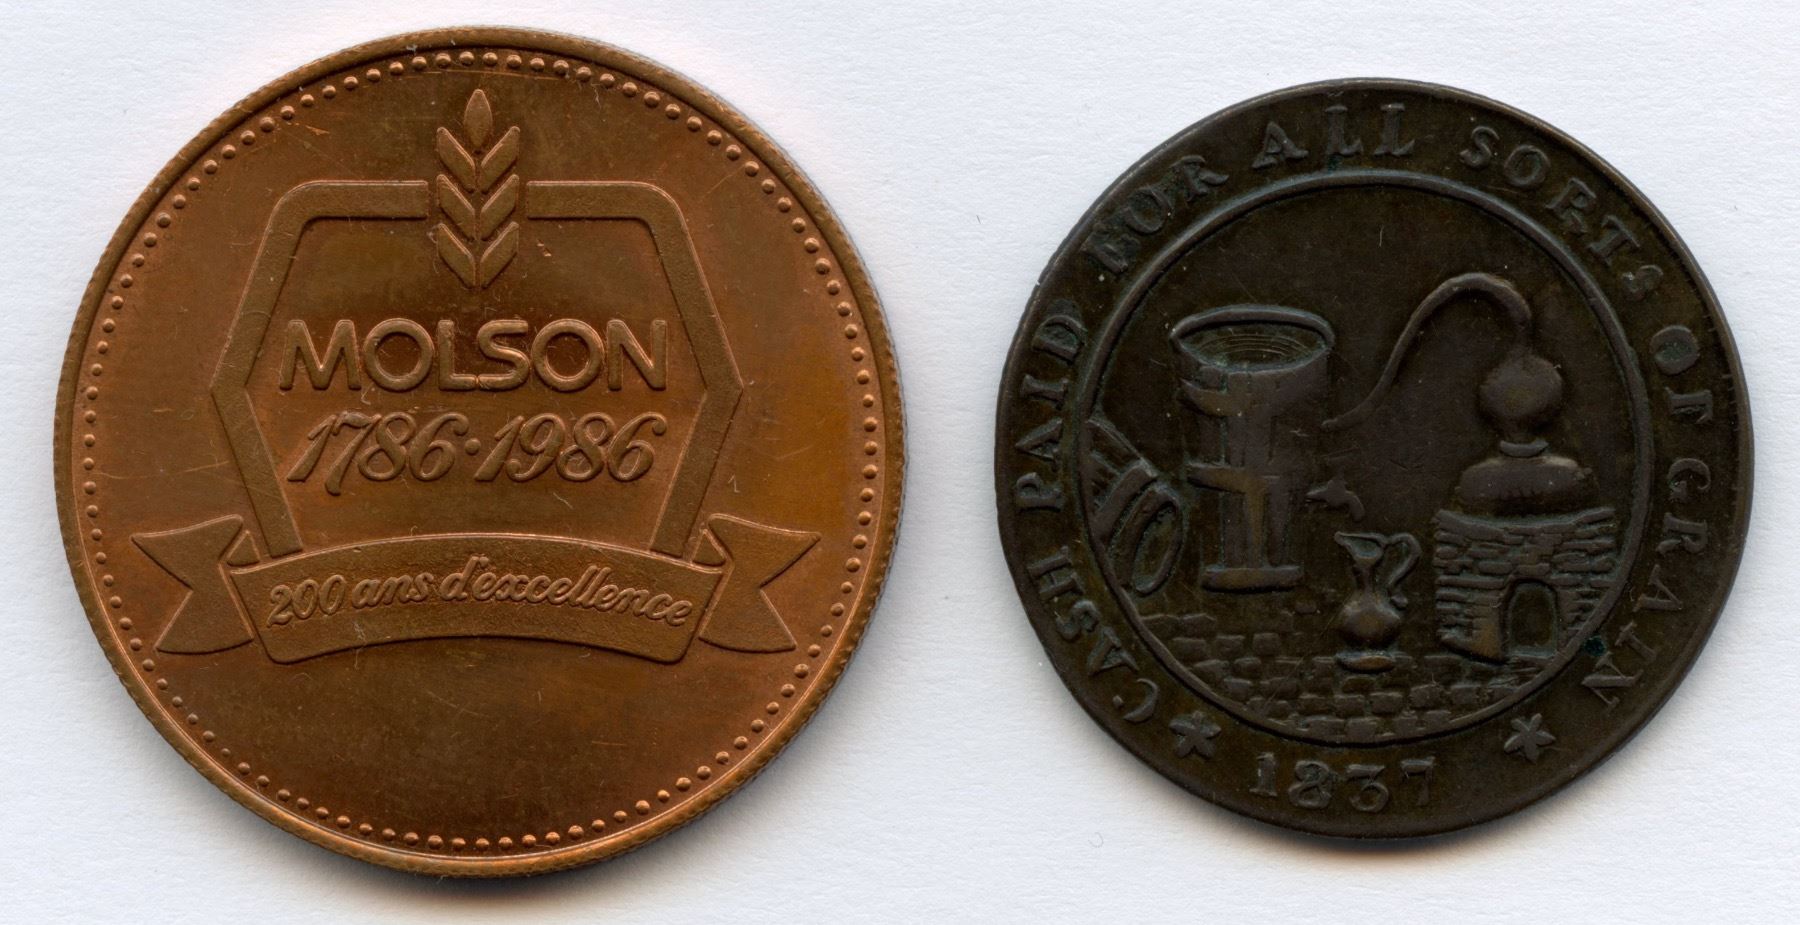 MOLSON
1786·1986
200 ans d'excellence
CASH PAID FOR ALL SORTS OF GRAIN
1837